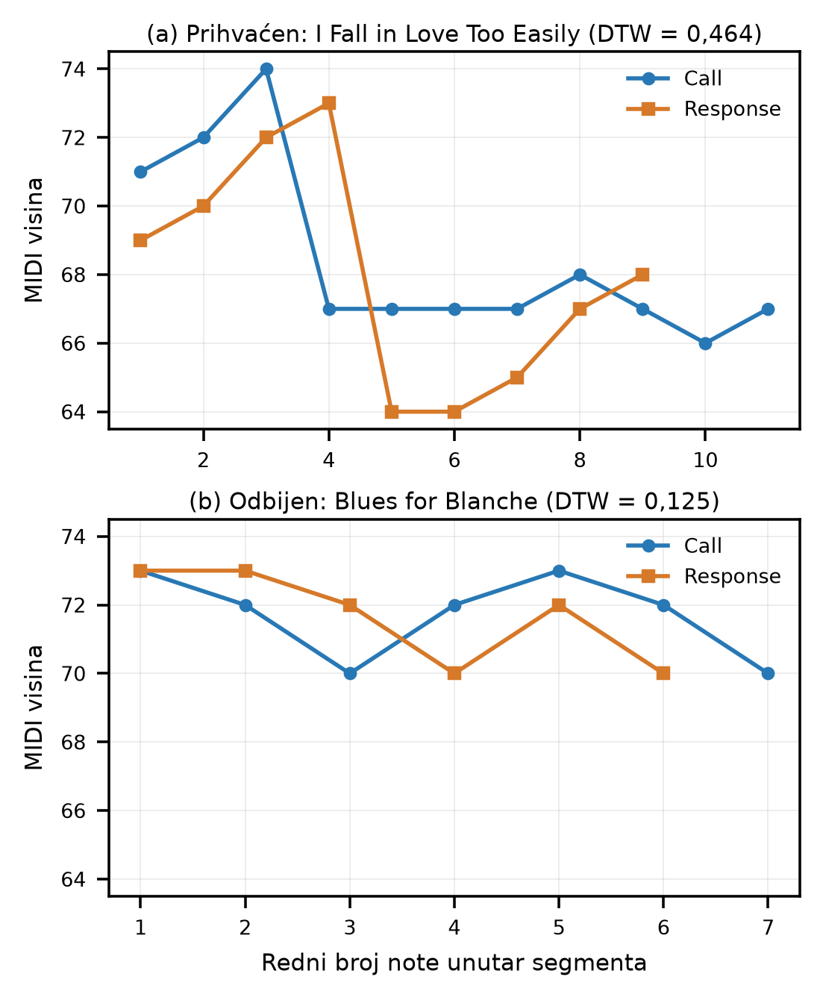 (a) Prihvaćen: I Fall in Love Too Easily (DTW = 0,464)
74
72
70
68
66
64
MIDI visina
Call
Response
2 4 6 8 10
(b) Odbijen: Blues for Blanche (DTW = 0,125)
74
72
70
68
66
64
MIDI visina
Call
Response
1 2 3 4 5 6 7
Redni broj note unutar segmenta